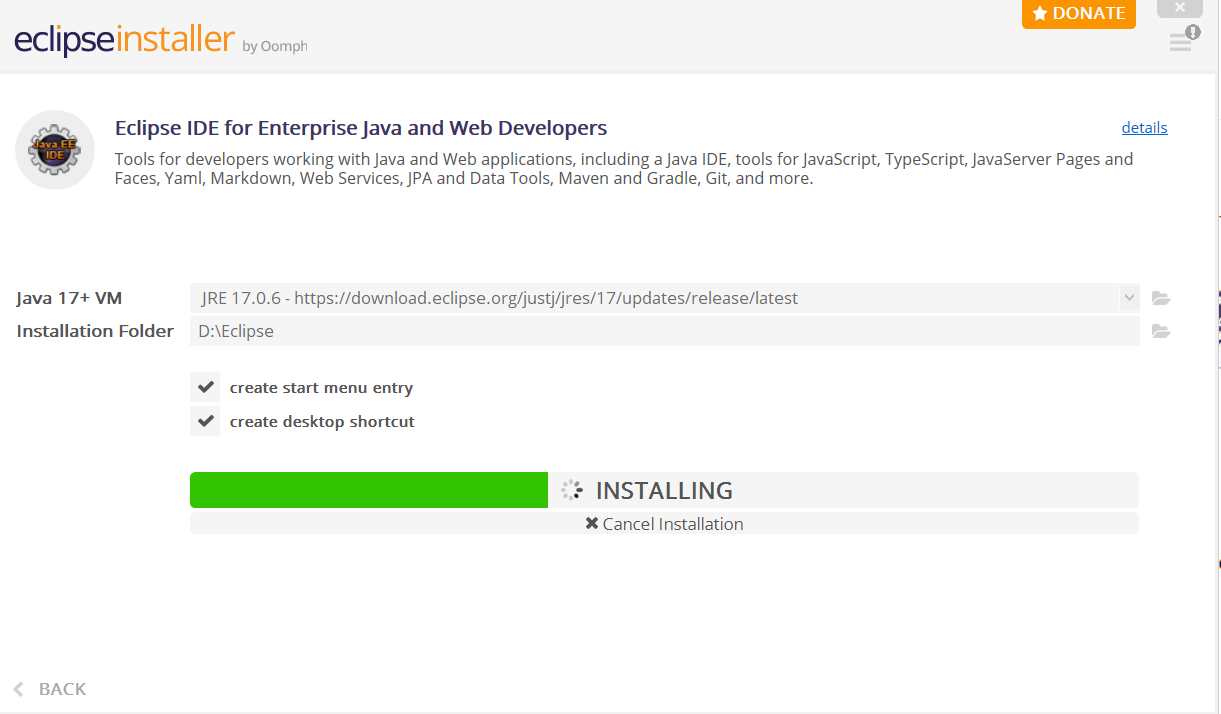 DONATE
eclipseinstaller by Oomph
Java EE
IDE
Eclipse IDE for Enterprise Java and Web Developers
details
Tools for developers working with Java and Web applications, including a Java IDE, tools for JavaScript, TypeScript, JavaServer Pages and
Faces, Yaml, Markdown, Web Services, JPA and Data Tools, Maven and Gradle, Git, and more.
Java 17+ VM
JRE 17.0.6 - https://download.eclipse.org/justj/jres/17/updates/release/latest
Installation Folder
D:\Eclipse
create start menu entry
create desktop shortcut
INSTALLING
Cancel Installation
BACK